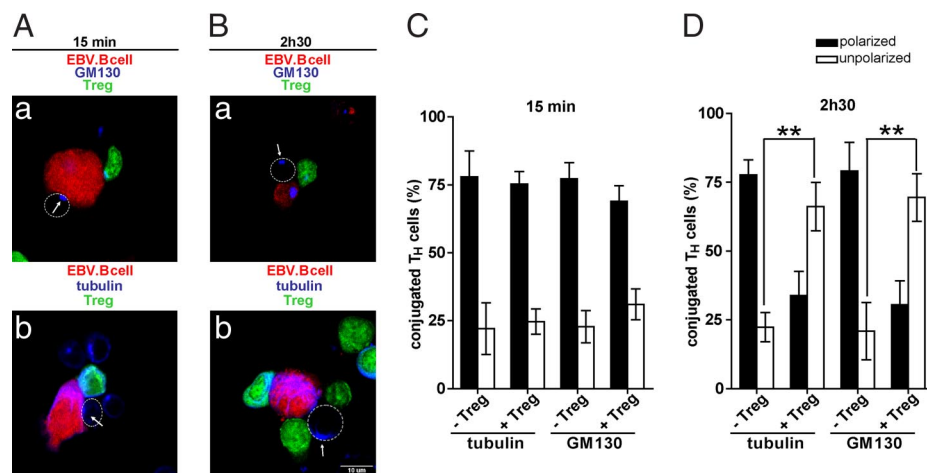 A
15 min
EBV.Bcell
GM130
Treg
a
EBV.Bcell
tubulin
Treg
b
B
2h30
EBV.Bcell
GM130
Treg
a
EBV.Bcell
tubulin
Treg
b
10 um
C
15 min
conjugated TH cells (%)
100
75
50
25
0
- Treg
+ Treg
- Treg
+ Treg
tubulin
GM130
D
polarized
unpolarized
2h30
conjugated TH cells (%)
100
75
50
25
0
**
**
- Treg
+ Treg
- Treg
+ Treg
tubulin
GM130